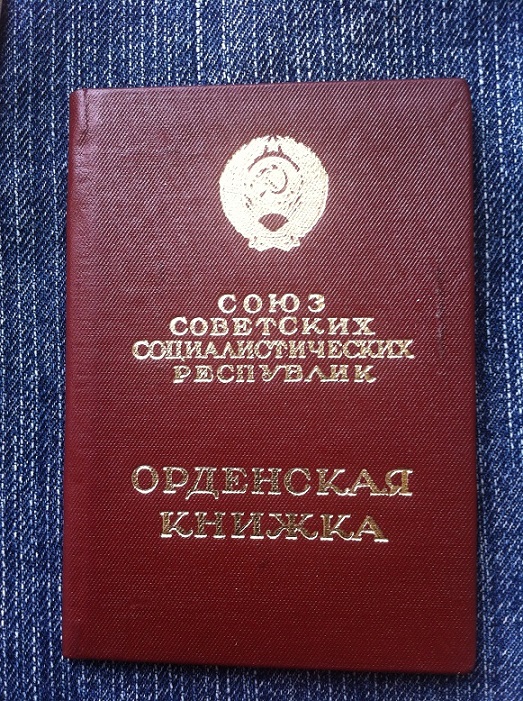 СОЮЗ
СОВЕТСКИХ
СОЦИАЛИСТИЧЕСКИХ
РЕСПУБЛИК
ОРДЕНСКАЯ
КНИЖКА